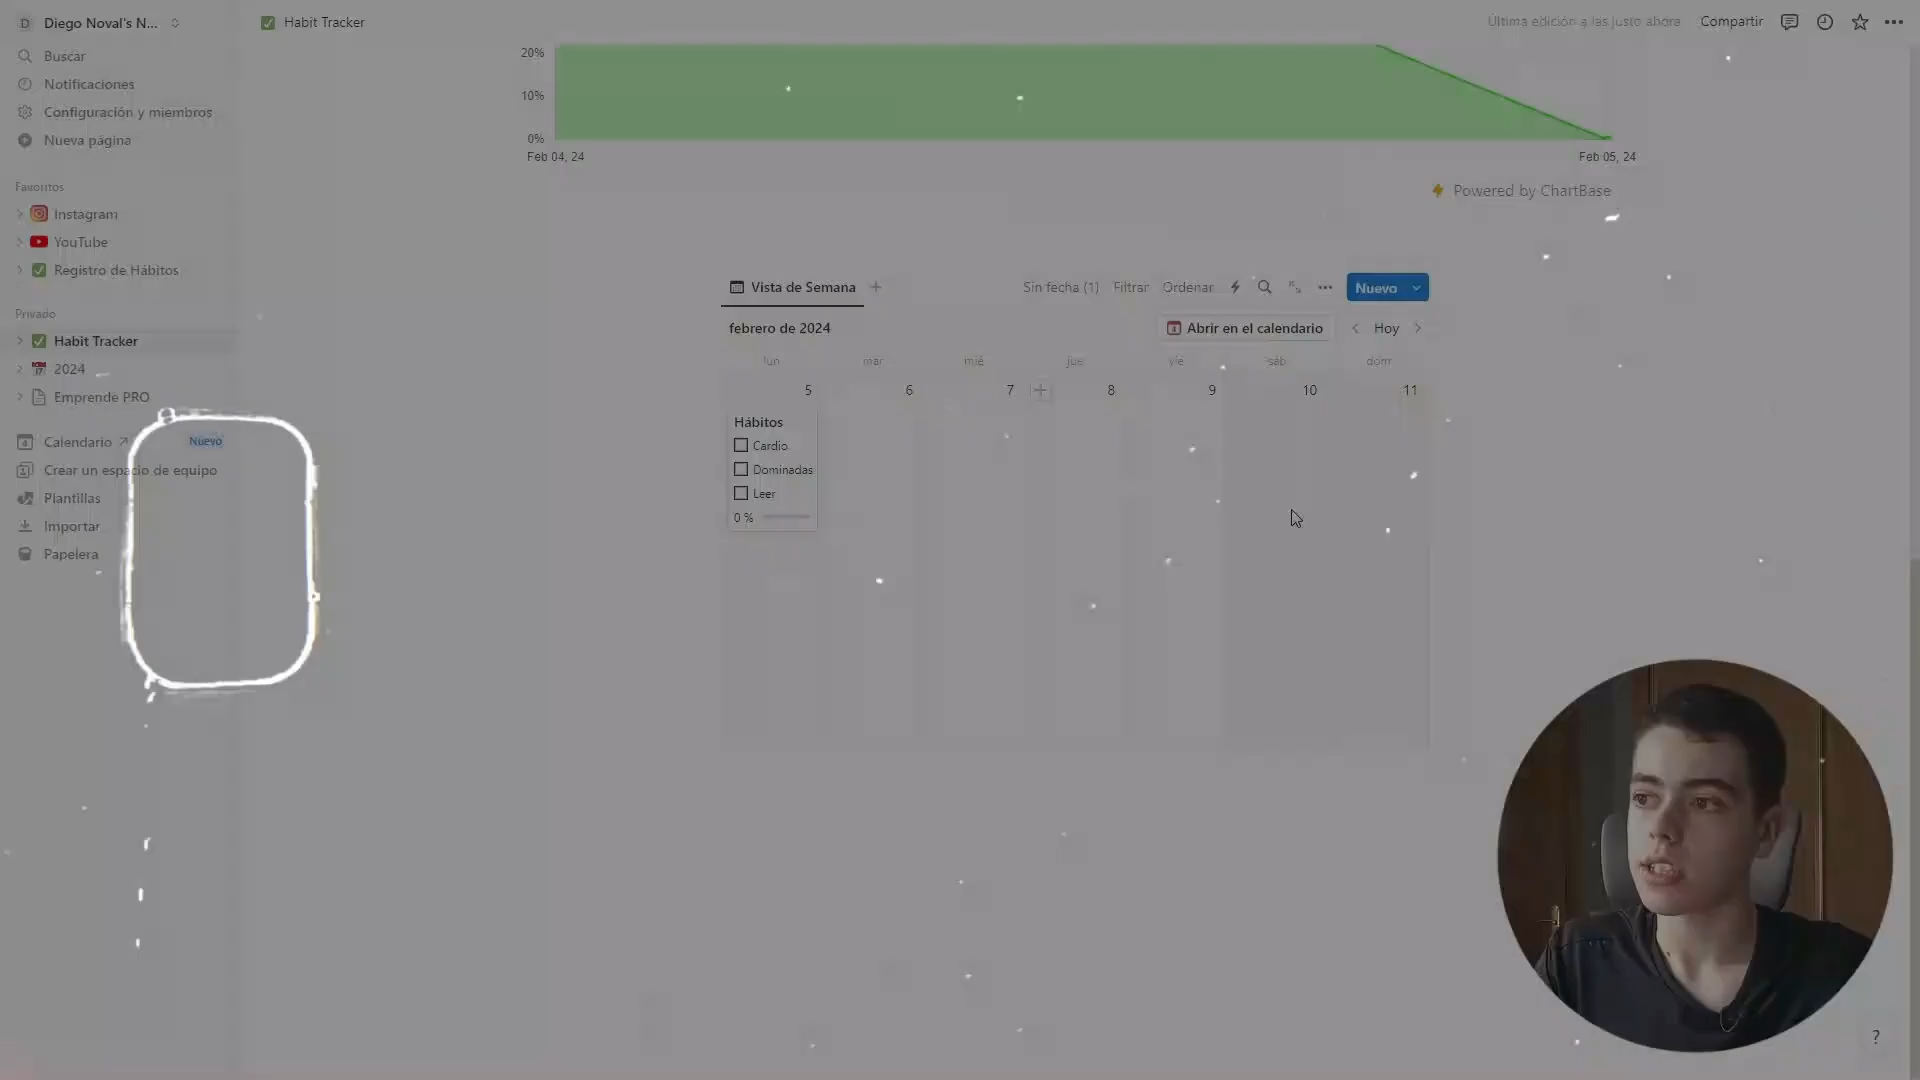 D Diego Noval's N...
Habit Tracker
Última edición a las justo ahora
Compartir
Buscar
Notificaciones
Configuración y miembros
Nueva página
Favoritos
Instagram
YouTube
Registro de Hábitos
Privado
Habit Tracker
2024
Emprende PRO
Calendario Nuevo
Crear un espacio de equipo
Plantillas
Importar
Papelera
20%
10%
0%
Feb 04, 24
Feb 05, 24
Powered by ChartBase
Vista de Semana
Sin fecha (1) Filtrar Ordenar
Nuevo
febrero de 2024
Abrir en el calendario
Hoy
lun mar mié jue vie sáb dom
5 6 7 8 9 10 11
Hábitos
Cardio
Dominadas
Leer
0 %
?